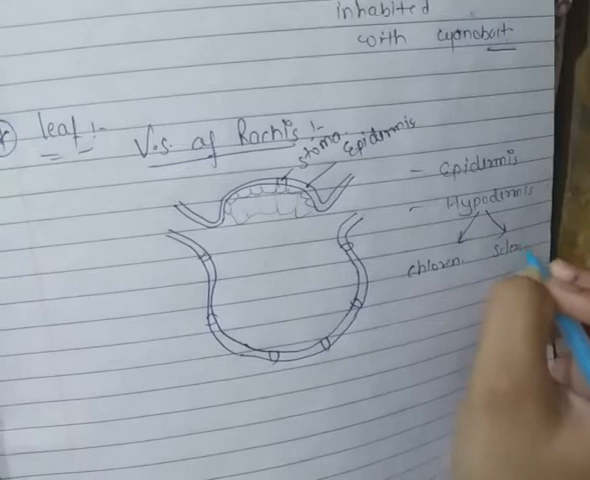 inhabited
with cyanobact
leaf :-
V.S. of Rachis :-
stoma
Epidermis
- Epidermis
- Hypodermis
chloren.
scler